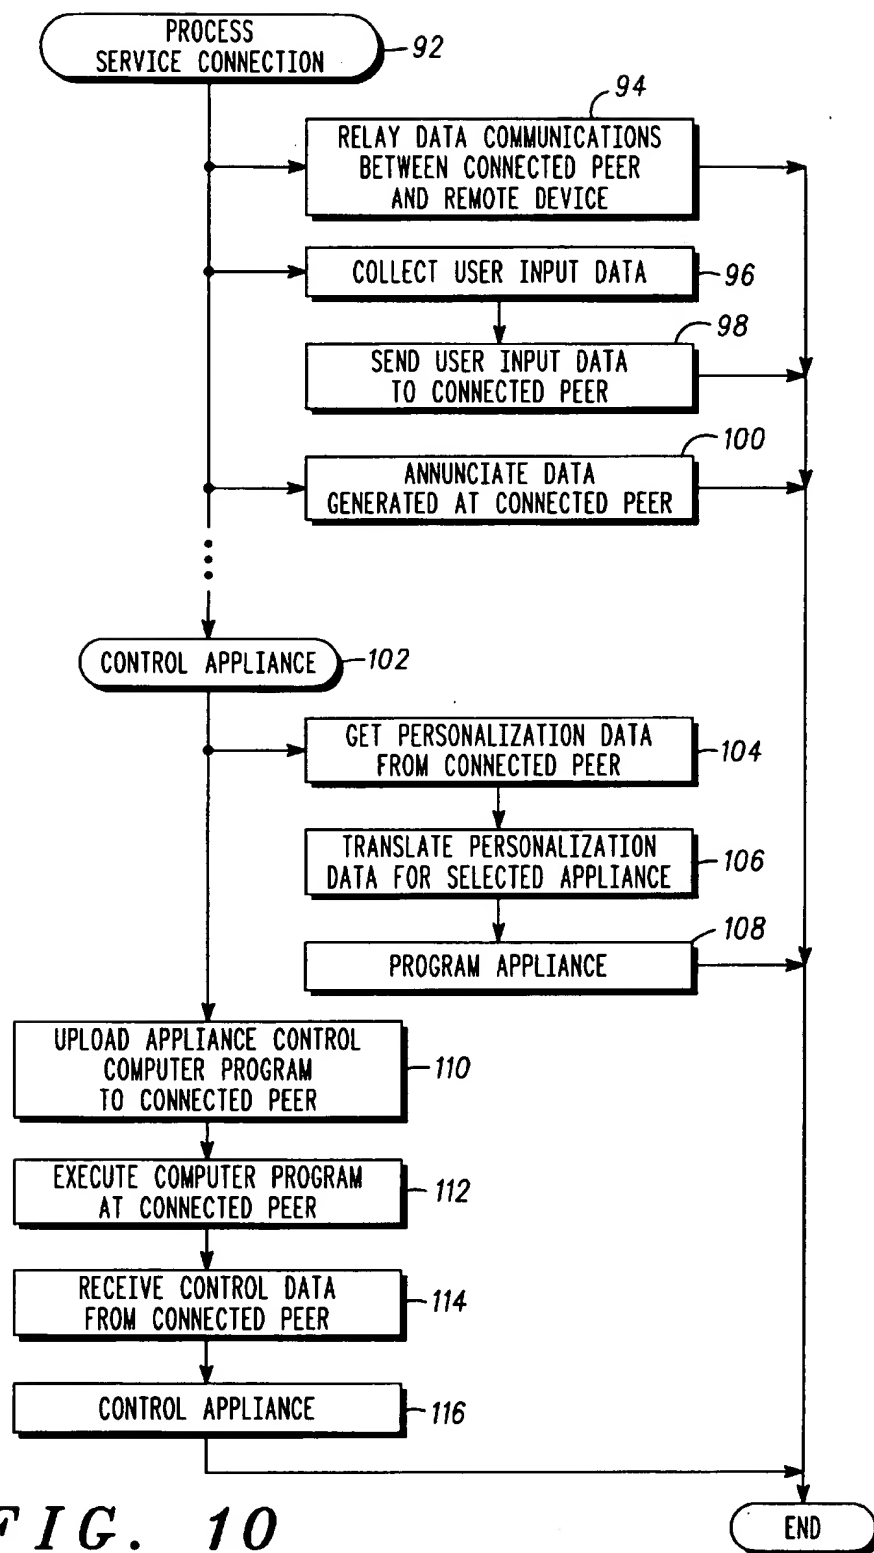 PROCESS
SERVICE CONNECTION
92
94
RELAY DATA COMMUNICATIONS
BETWEEN CONNECTED PEER
AND REMOTE DEVICE
COLLECT USER INPUT DATA
96
98
SEND USER INPUT DATA
TO CONNECTED PEER
100
ANNUNCIATE DATA
GENERATED AT CONNECTED PEER
CONTROL APPLIANCE
102
GET PERSONALIZATION DATA
FROM CONNECTED PEER
104
TRANSLATE PERSONALIZATION
DATA FOR SELECTED APPLIANCE
106
108
PROGRAM APPLIANCE
UPLOAD APPLIANCE CONTROL
COMPUTER PROGRAM
TO CONNECTED PEER
110
EXECUTE COMPUTER PROGRAM
AT CONNECTED PEER
112
RECEIVE CONTROL DATA
FROM CONNECTED PEER
114
CONTROL APPLIANCE
116
FIG. 10
END